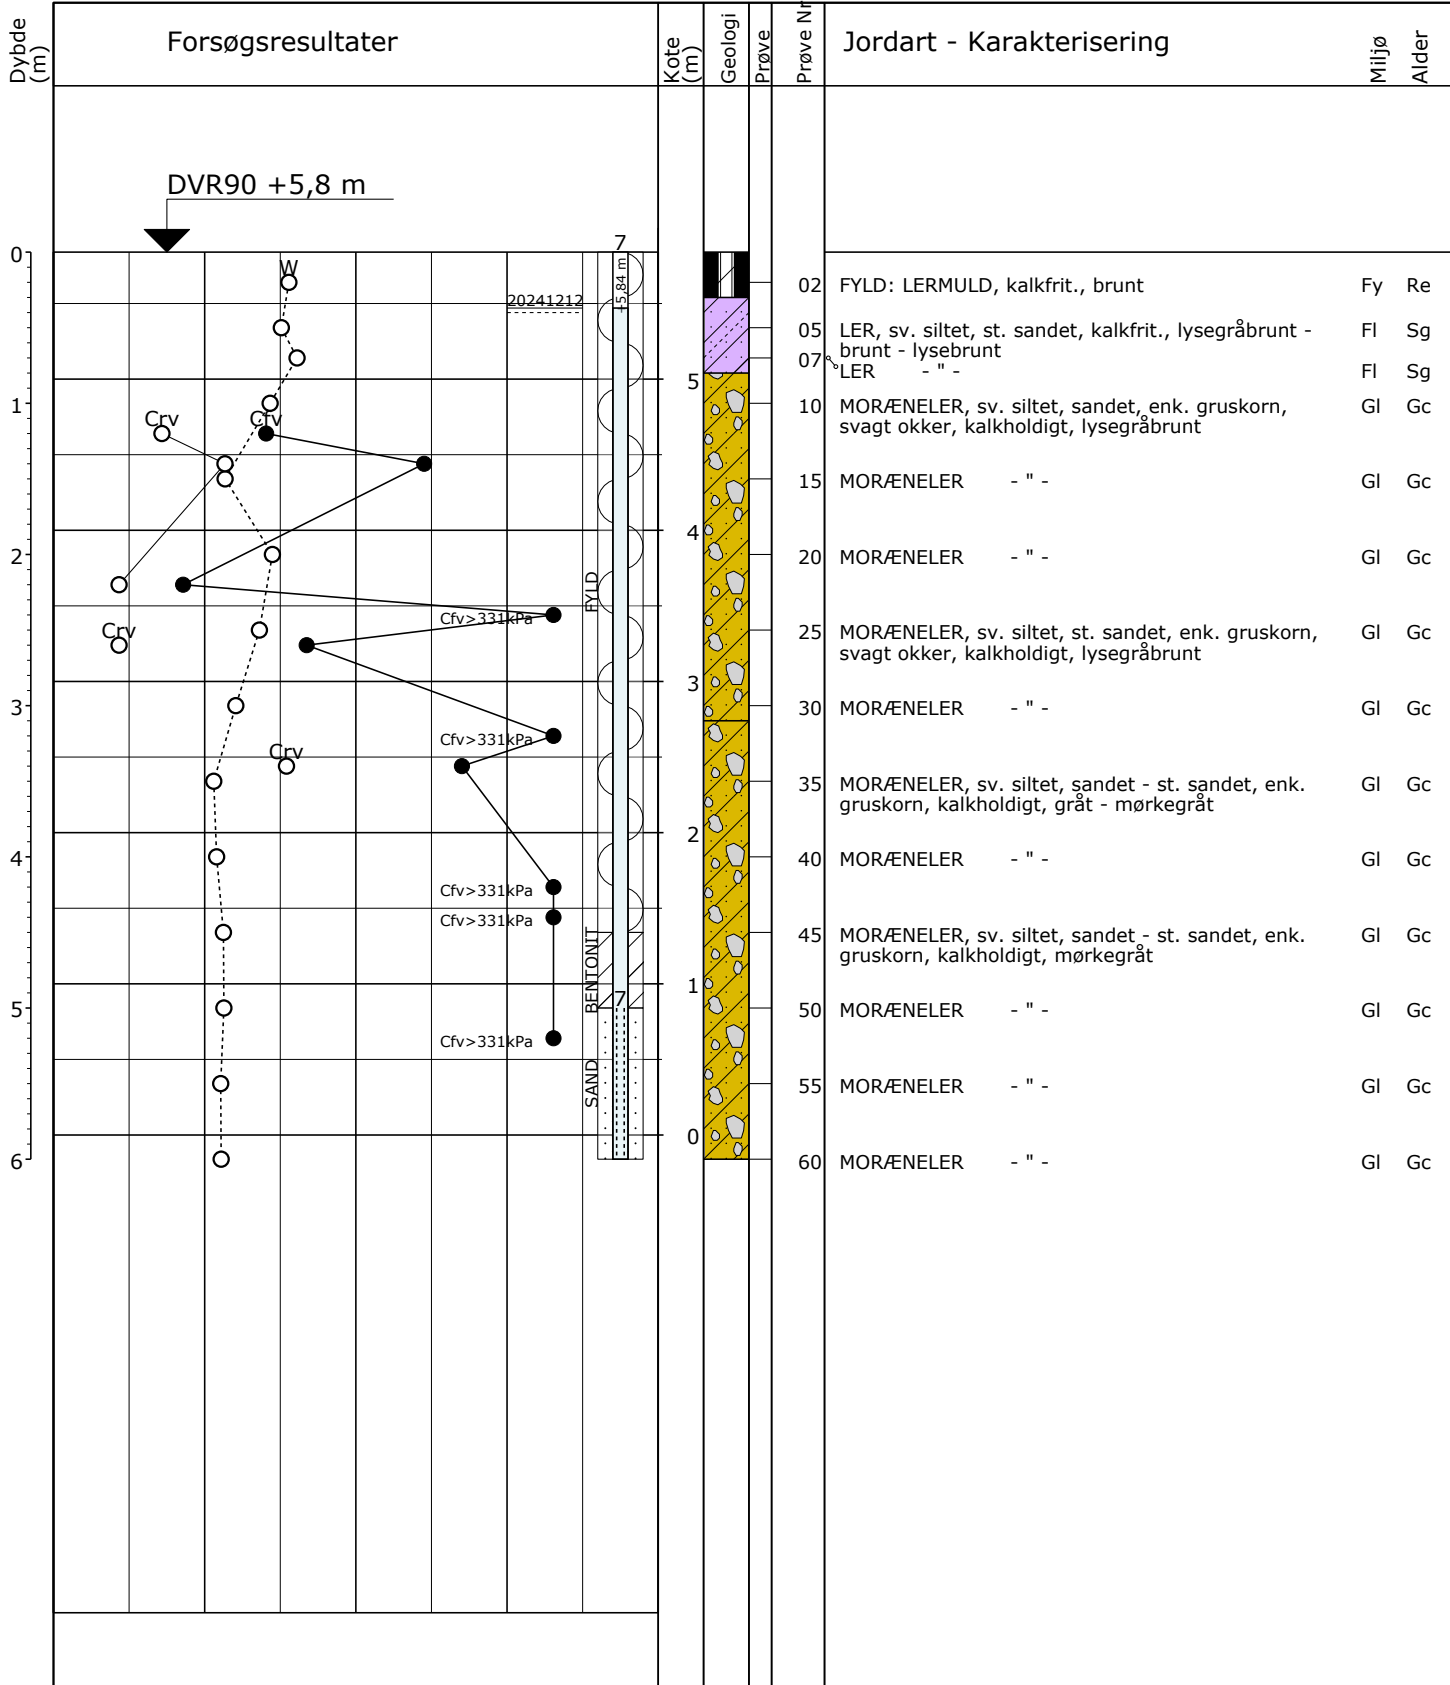 Dybde
(m)
Forsøgsresultater
Kote
(m)
Geologi
Prøve
Prøve Nr
Jordart - Karakterisering
Miljø
Alder
DVR90 +5,8 m
0
1
2
3
4
5
6
W
Crv
Cfv
Crv
Crv
Cfv>331kPa
Cfv>331kPa
Cfv>331kPa
Cfv>331kPa
Cfv>331kPa
20241212
7
+5,84 m
FYLD
BENTONIT
7
SAND
5
4
3
2
1
0
02 FYLD: LERMULD, kalkfrit., brunt Fy Re
05 LER, sv. siltet, st. sandet, kalkfrit., lysegråbrunt - Fl Sg
brunt - lysebrunt
07 LER - " - Fl Sg
10 MORÆNELER, sv. siltet, sandet, enk. gruskorn, Gl Gc
svagt okker, kalkholdigt, lysegråbrunt
15 MORÆNELER - " - Gl Gc
20 MORÆNELER - " - Gl Gc
25 MORÆNELER, sv. siltet, st. sandet, enk. gruskorn, Gl Gc
svagt okker, kalkholdigt, lysegråbrunt
30 MORÆNELER - " - Gl Gc
35 MORÆNELER, sv. siltet, sandet - st. sandet, enk. Gl Gc
gruskorn, kalkholdigt, gråt - mørkegråt
40 MORÆNELER - " - Gl Gc
45 MORÆNELER, sv. siltet, sandet - st. sandet, enk. Gl Gc
gruskorn, kalkholdigt, mørkegråt
50 MORÆNELER - " - Gl Gc
55 MORÆNELER - " - Gl Gc
60 MORÆNELER - " - Gl Gc